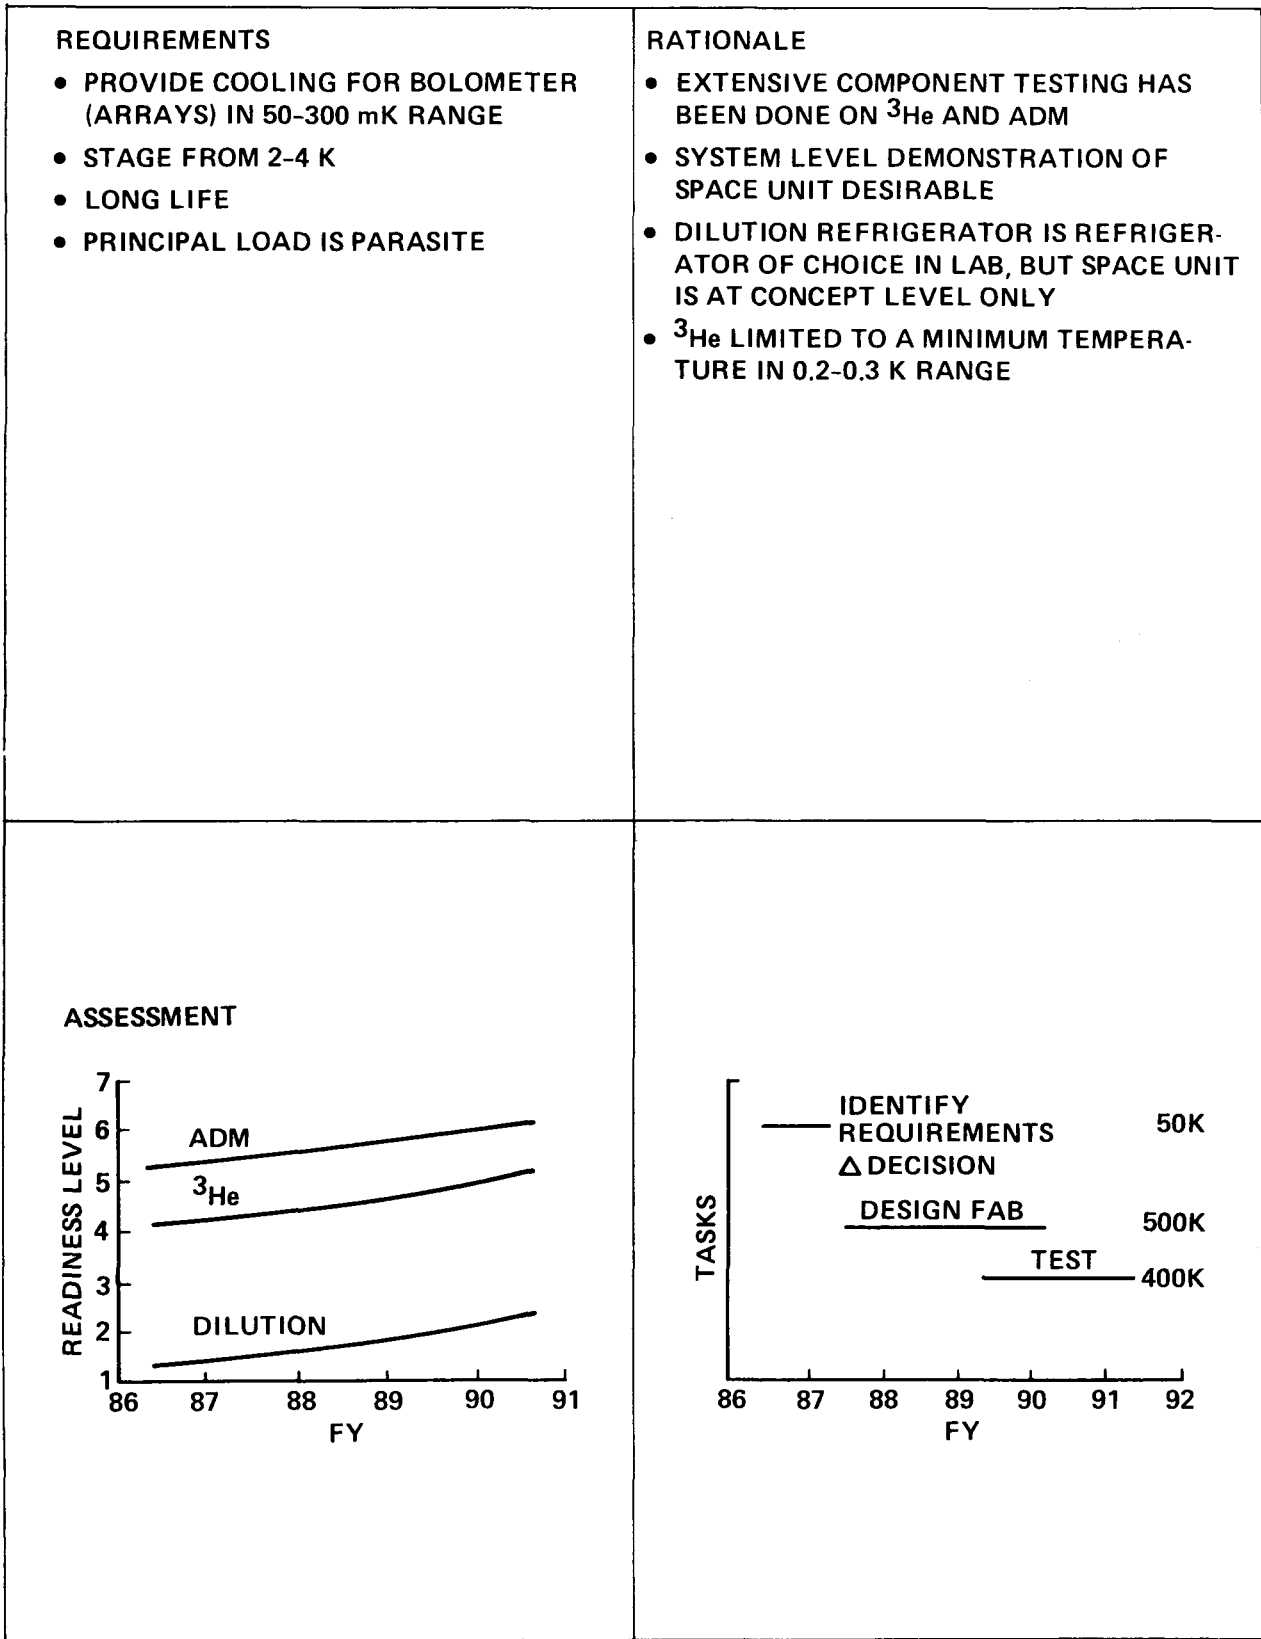 REQUIREMENTS
• PROVIDE COOLING FOR BOLOMETER
(ARRAYS) IN 50-300 mK RANGE
• STAGE FROM 2-4 K
• LONG LIFE
• PRINCIPAL LOAD IS PARASITE
RATIONALE
• EXTENSIVE COMPONENT TESTING HAS
BEEN DONE ON ³He AND ADM
• SYSTEM LEVEL DEMONSTRATION OF
SPACE UNIT DESIRABLE
• DILUTION REFRIGERATOR IS REFRIGER-
ATOR OF CHOICE IN LAB, BUT SPACE UNIT
IS AT CONCEPT LEVEL ONLY
• ³He LIMITED TO A MINIMUM TEMPERA-
TURE IN 0.2-0.3 K RANGE
ASSESSMENT
READINESS LEVEL
7
6
5
4
3
2
1
ADM
³He
DILUTION
86 87 88 89 90 91
FY
TASKS
IDENTIFY
REQUIREMENTS 50K
Δ DECISION
DESIGN FAB 500K
TEST
400K
86 87 88 89 90 91 92
FY